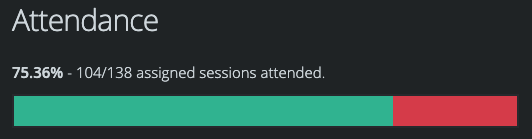 Attendance
75.36% - 104/138 assigned sessions attended.